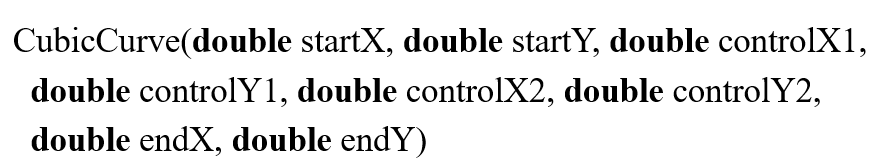 CubicCurve(double startX, double startY, double controlX1,
double controlY1, double controlX2, double controlY2,
double endX, double endY)